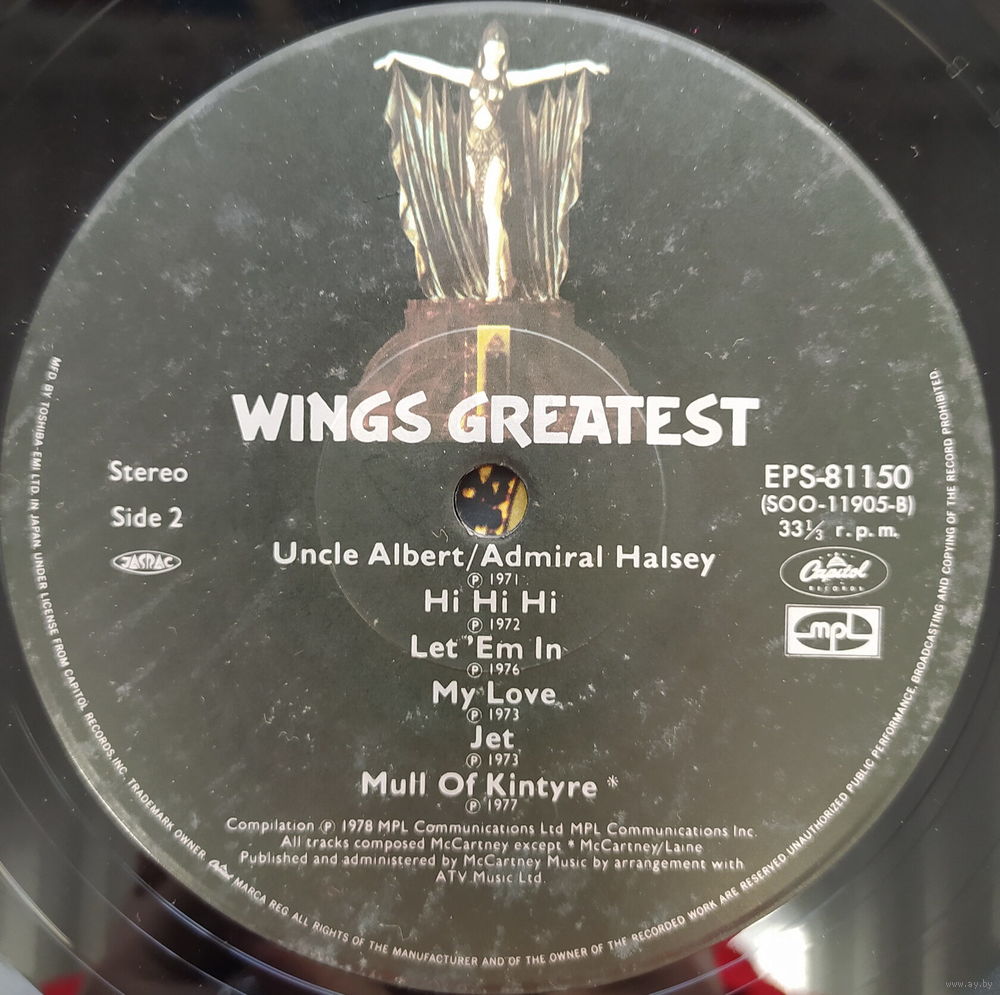 WINGS GREATEST
Stereo
Side 2
JASRAC
EPS-81150
(SOO-11905-B)
33⅓ r.p.m.
Capitol
RECORDS
mpl
Uncle Albert/Admiral Halsey
Ⓟ 1971
Hi Hi Hi
Ⓟ 1972
Let 'Em In
Ⓟ 1976
My Love
Ⓟ 1973
Jet
Ⓟ 1973
Mull Of Kintyre *
Ⓟ 1977
Compilation Ⓟ 1978 MPL Communications Ltd MPL Communications Inc.
All tracks composed McCartney except * McCartney/Laine
Published and administered by McCartney Music by arrangement with
ATV Music Ltd.
MFD BY TOSHIBA-EMI LTD. IN JAPAN UNDER LICENSE FROM CAPITOL RECORDS, INC. TRADEMARK OWNER. Capitol MARCA REG ALL RIGHTS OF THE MANUFACTURER AND OF THE OWNER OF THE RECORDED WORK ARE RESERVED UNAUTHORIZED PUBLIC PERFORMANCE, BROADCASTING AND COPYING OF THE RECORD PROHIBITED.
www.ay.by